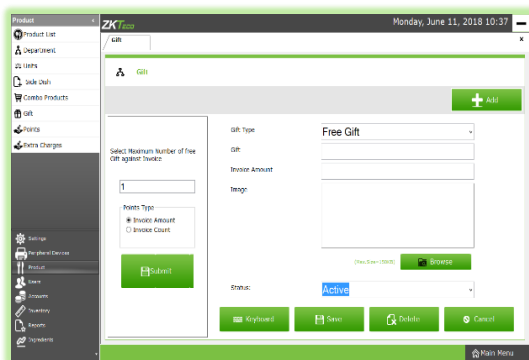 Product
ZKTeco
Monday, June 11, 2018 10:37
Product List
Department
Units
Side Dish
Combo Products
Gift
Points
Extra Charges
Gift
x
Gift
Add
Select Maximum Number of free
Gift against Invoice
1
Points Type
Invoice Amount
Invoice Count
Submit
Gift Type
Free Gift
Gift
Invoice Amount
Image
Browse
Status:
Active
Keyboard
Save
Delete
Cancel
Settings
Peripheral Devices
Product
Users
Accounts
Inventory
Reports
Ingredients
Main Menu